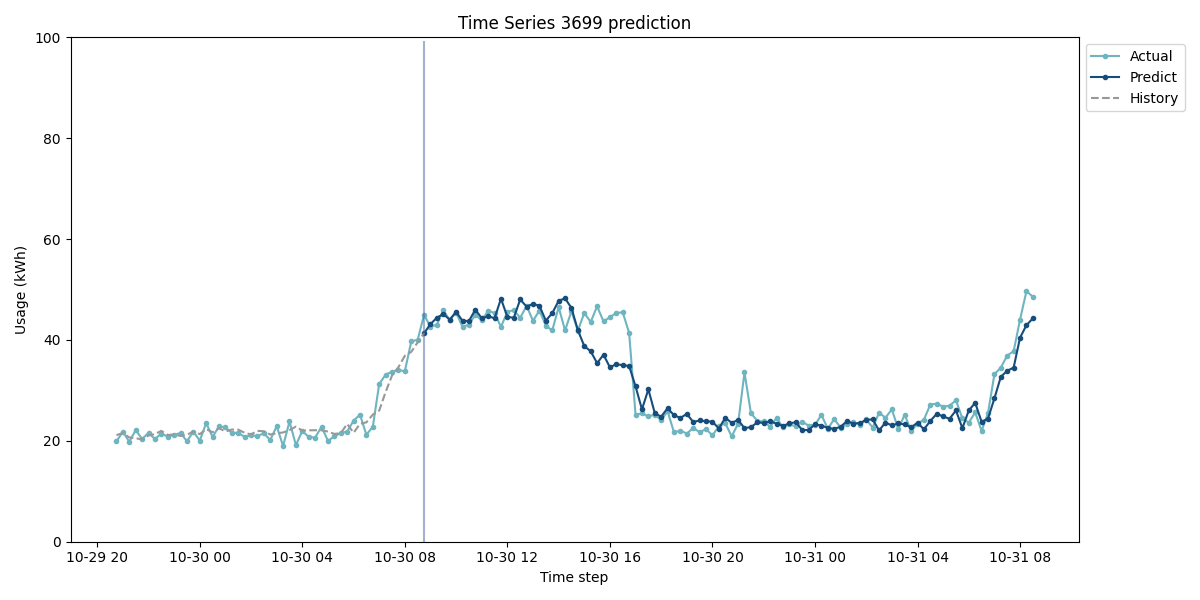 Time Series 3699 prediction
100
80
60
40
20
0
Usage (kWh)
10-29 20
10-30 00
10-30 04
10-30 08
10-30 12
10-30 16
10-30 20
10-31 00
10-31 04
10-31 08
Time step
Actual
Predict
History